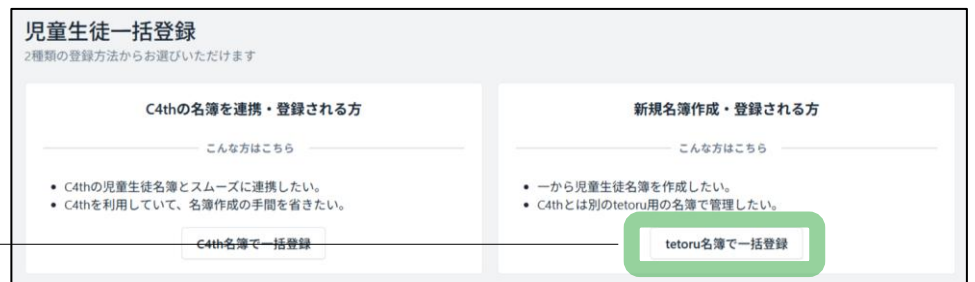 児童生徒一括登録
2種類の登録方法からお選びいただけます
C4thの名簿を連携・登録される方
こんな方はこちら
• C4thの児童生徒名簿とスムーズに連携したい。
• C4thを利用していて、名簿作成の手間を省きたい。
C4th名簿で一括登録
新規名簿作成・登録される方
こんな方はこちら
• 一から児童生徒名簿を作成したい。
• C4thとは別のtetoru用の名簿で管理したい。
tetoru名簿で一括登録